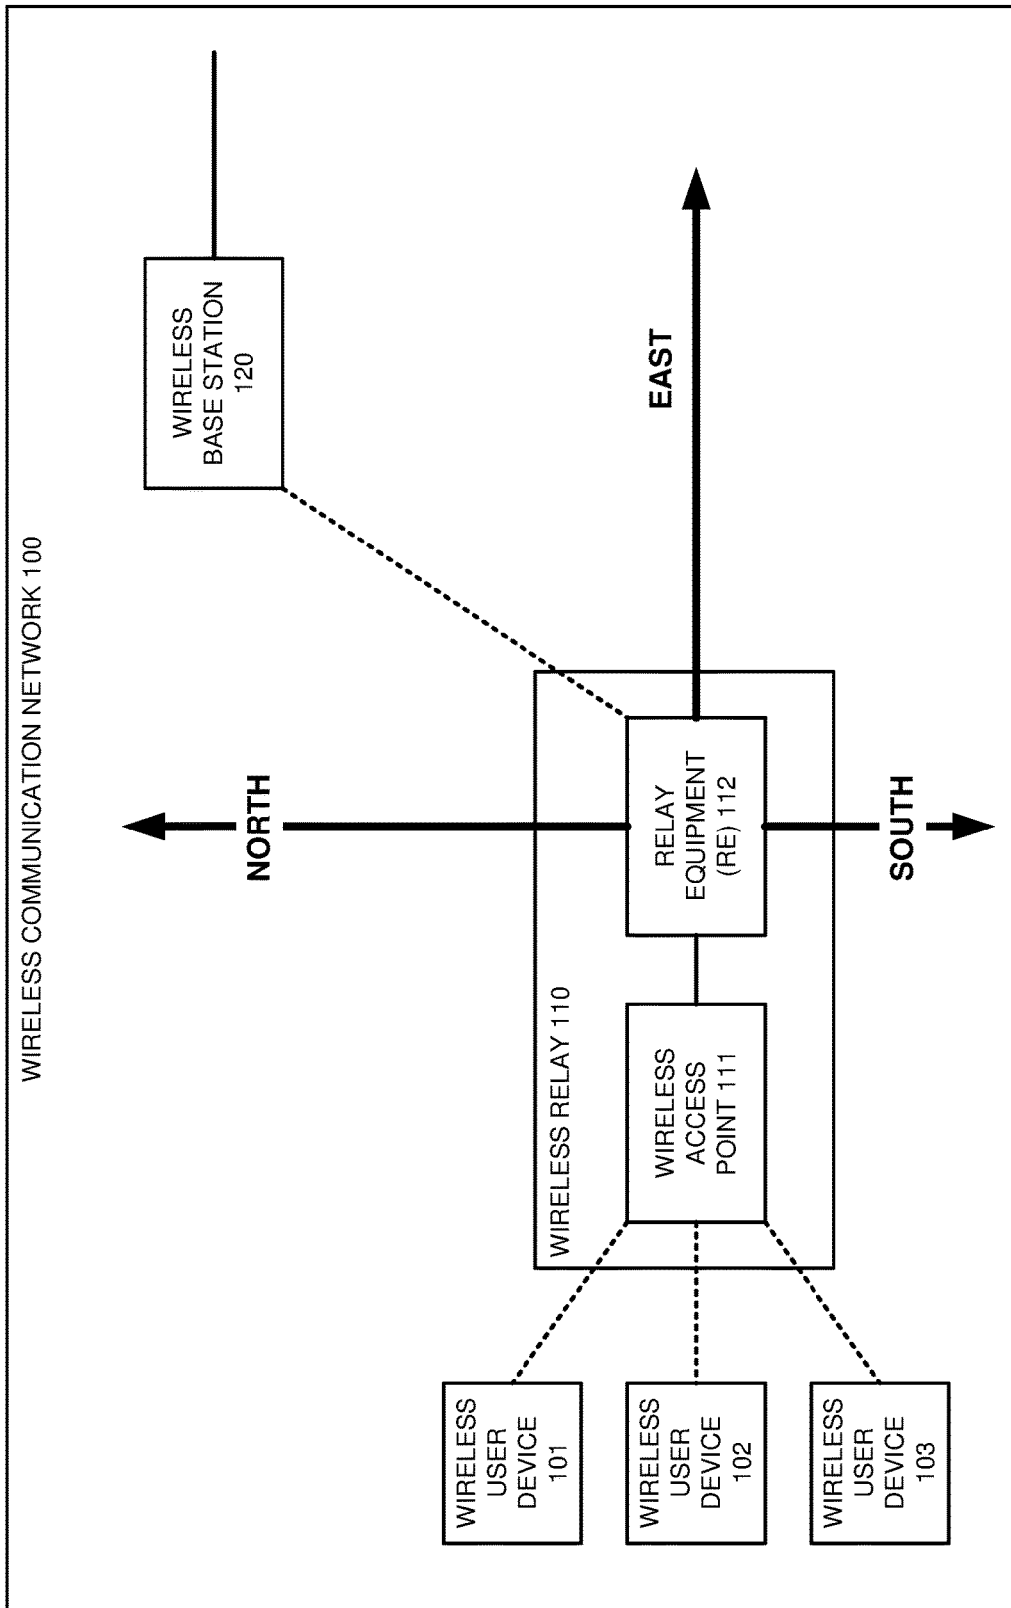 WIRELESS COMMUNICATION NETWORK 100
WIRELESS
BASE STATION
120
NORTH
EAST
SOUTH
WIRELESS RELAY 110
WIRELESS
ACCESS
POINT 111
RELAY
EQUIPMENT
(RE) 112
WIRELESS
USER
DEVICE
101
WIRELESS
USER
DEVICE
102
WIRELESS
USER
DEVICE
103